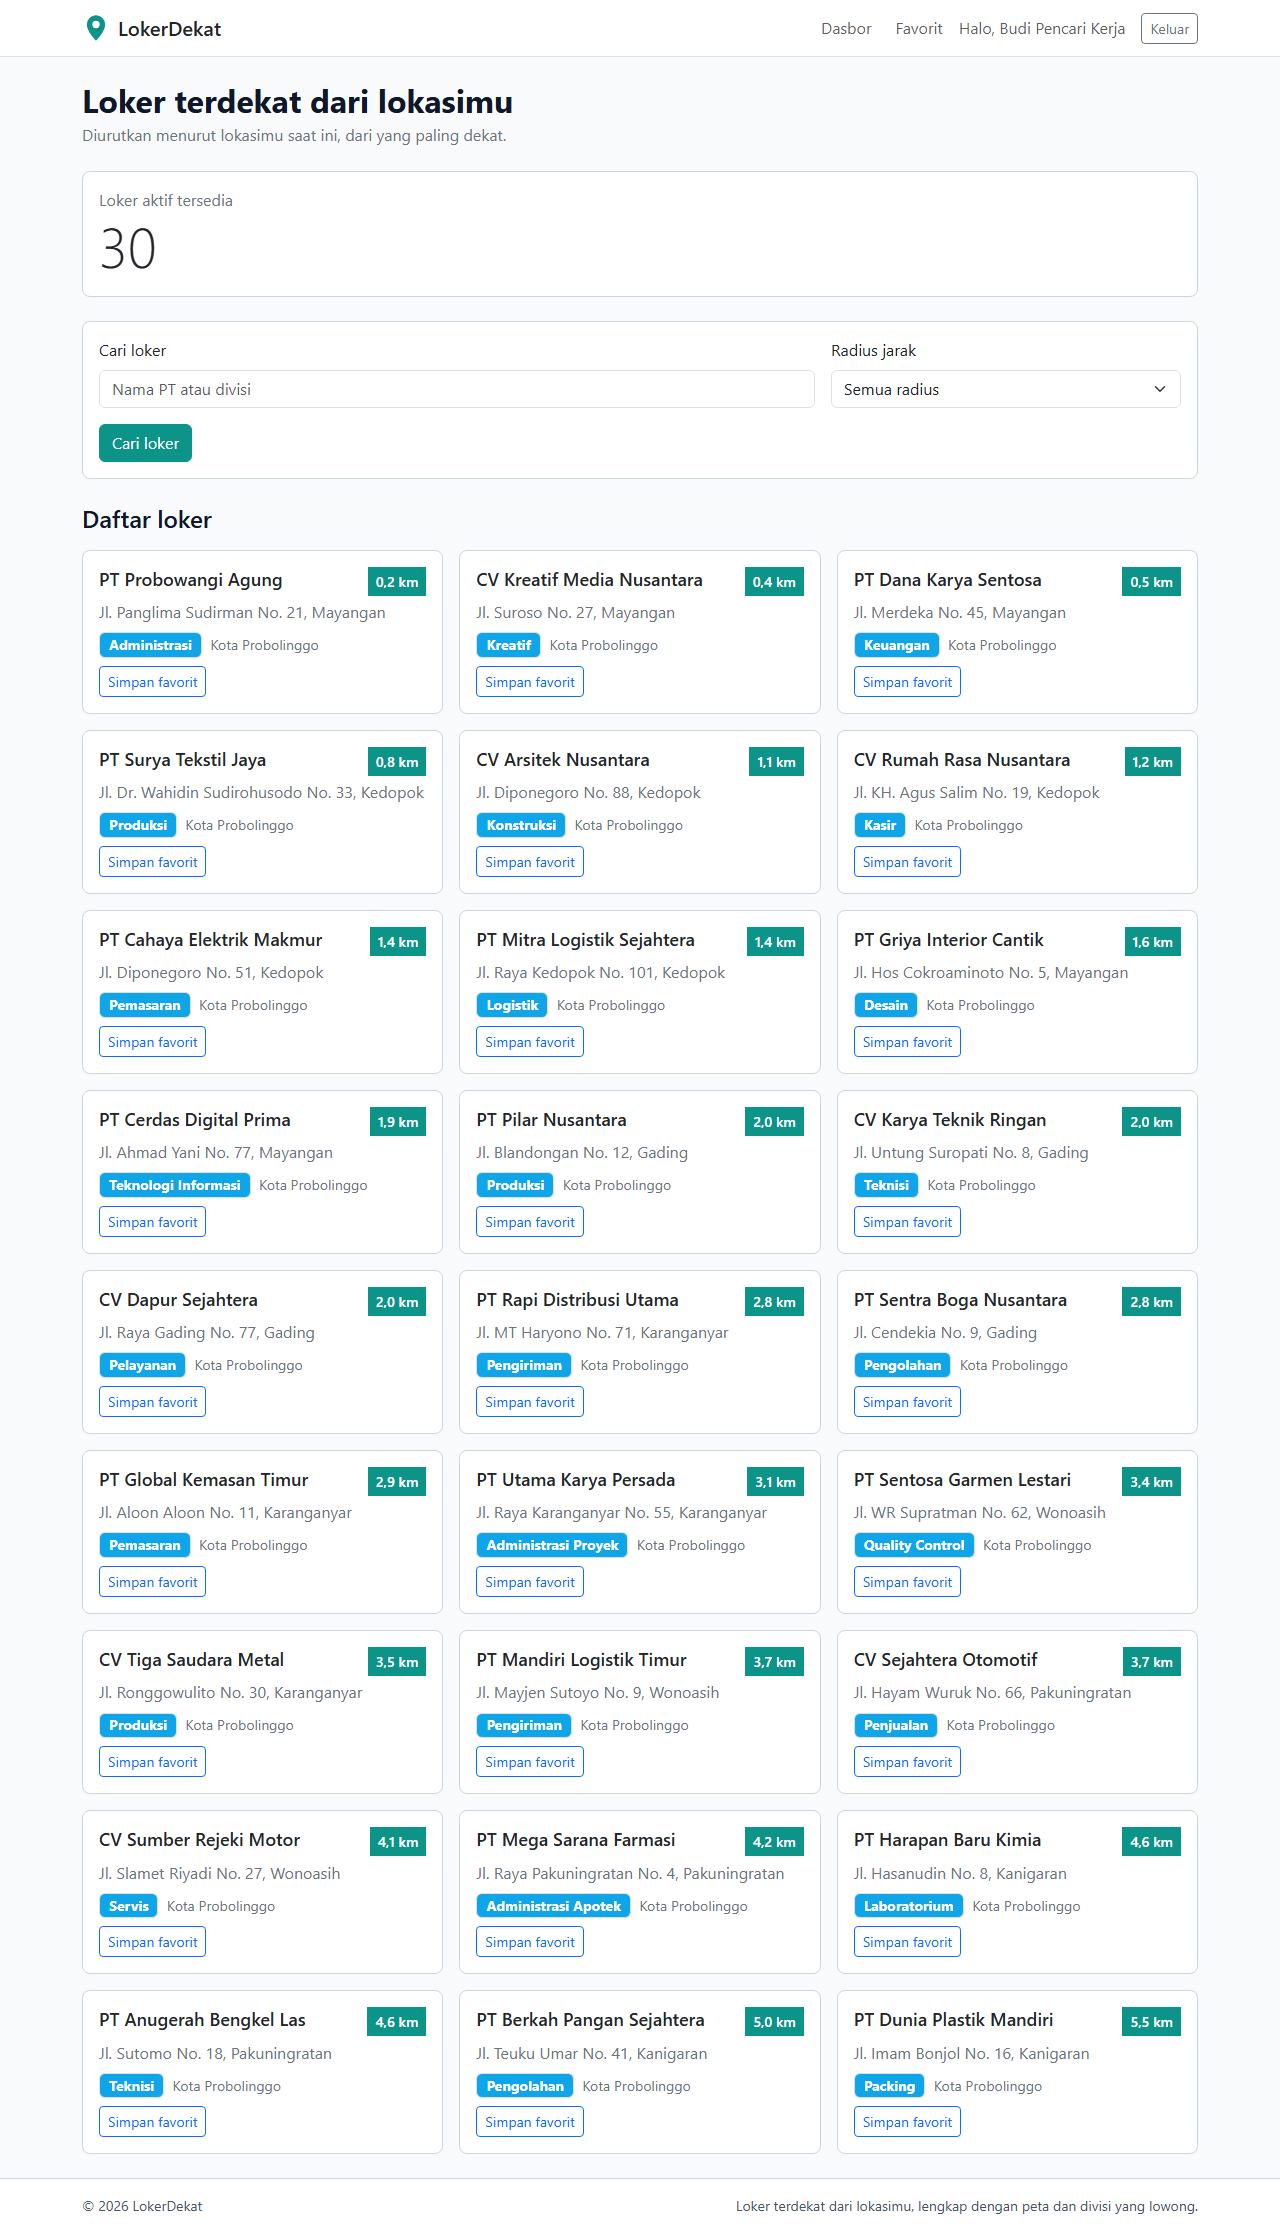 LokerDekat
Dasbor Favorit Halo, Budi Pencari Kerja Keluar
Loker terdekat dari lokasimu
Diurutkan menurut lokasimu saat ini, dari yang paling dekat.
Loker aktif tersedia
30
Cari loker
Nama PT atau divisi
Radius jarak
Semua radius
Cari loker
Daftar loker
PT Probowangi Agung 0,2 km
Jl. Panglima Sudirman No. 21, Mayangan
Administrasi Kota Probolinggo
Simpan favorit
CV Kreatif Media Nusantara 0,4 km
Jl. Suroso No. 27, Mayangan
Kreatif Kota Probolinggo
Simpan favorit
PT Dana Karya Sentosa 0,5 km
Jl. Merdeka No. 45, Mayangan
Keuangan Kota Probolinggo
Simpan favorit
PT Surya Tekstil Jaya 0,8 km
Jl. Dr. Wahidin Sudirohusodo No. 33, Kedopok
Produksi Kota Probolinggo
Simpan favorit
CV Arsitek Nusantara 1,1 km
Jl. Diponegoro No. 88, Kedopok
Konstruksi Kota Probolinggo
Simpan favorit
CV Rumah Rasa Nusantara 1,2 km
Jl. KH. Agus Salim No. 19, Kedopok
Kasir Kota Probolinggo
Simpan favorit
PT Cahaya Elektrik Makmur 1,4 km
Jl. Diponegoro No. 51, Kedopok
Pemasaran Kota Probolinggo
Simpan favorit
PT Mitra Logistik Sejahtera 1,4 km
Jl. Raya Kedopok No. 101, Kedopok
Logistik Kota Probolinggo
Simpan favorit
PT Griya Interior Cantik 1,6 km
Jl. Hos Cokroaminoto No. 5, Mayangan
Desain Kota Probolinggo
Simpan favorit
PT Cerdas Digital Prima 1,9 km
Jl. Ahmad Yani No. 77, Mayangan
Teknologi Informasi Kota Probolinggo
Simpan favorit
PT Pilar Nusantara 2,0 km
Jl. Blandongan No. 12, Gading
Produksi Kota Probolinggo
Simpan favorit
CV Karya Teknik Ringan 2,0 km
Jl. Untung Suropati No. 8, Gading
Teknisi Kota Probolinggo
Simpan favorit
CV Dapur Sejahtera 2,0 km
Jl. Raya Gading No. 77, Gading
Pelayanan Kota Probolinggo
Simpan favorit
PT Rapi Distribusi Utama 2,8 km
Jl. MT Haryono No. 71, Karanganyar
Pengiriman Kota Probolinggo
Simpan favorit
PT Sentra Boga Nusantara 2,8 km
Jl. Cendekia No. 9, Gading
Pengolahan Kota Probolinggo
Simpan favorit
PT Global Kemasan Timur 2,9 km
Jl. Aloon Aloon No. 11, Karanganyar
Pemasaran Kota Probolinggo
Simpan favorit
PT Utama Karya Persada 3,1 km
Jl. Raya Karanganyar No. 55, Karanganyar
Administrasi Proyek Kota Probolinggo
Simpan favorit
PT Sentosa Garmen Lestari 3,4 km
Jl. WR Supratman No. 62, Wonoasih
Quality Control Kota Probolinggo
Simpan favorit
CV Tiga Saudara Metal 3,5 km
Jl. Ronggowulito No. 30, Karanganyar
Produksi Kota Probolinggo
Simpan favorit
PT Mandiri Logistik Timur 3,7 km
Jl. Mayjen Sutoyo No. 9, Wonoasih
Pengiriman Kota Probolinggo
Simpan favorit
CV Sejahtera Otomotif 3,7 km
Jl. Hayam Wuruk No. 66, Pakuningratan
Penjualan Kota Probolinggo
Simpan favorit
CV Sumber Rejeki Motor 4,1 km
Jl. Slamet Riyadi No. 27, Wonoasih
Servis Kota Probolinggo
Simpan favorit
PT Mega Sarana Farmasi 4,2 km
Jl. Raya Pakuningratan No. 4, Pakuningratan
Administrasi Apotek Kota Probolinggo
Simpan favorit
PT Harapan Baru Kimia 4,6 km
Jl. Hasanudin No. 8, Kanigaran
Laboratorium Kota Probolinggo
Simpan favorit
PT Anugerah Bengkel Las 4,6 km
Jl. Sutomo No. 18, Pakuningratan
Teknisi Kota Probolinggo
Simpan favorit
PT Berkah Pangan Sejahtera 5,0 km
Jl. Teuku Umar No. 41, Kanigaran
Pengolahan Kota Probolinggo
Simpan favorit
PT Dunia Plastik Mandiri 5,5 km
Jl. Imam Bonjol No. 16, Kanigaran
Packing Kota Probolinggo
Simpan favorit
© 2026 LokerDekat
Loker terdekat dari lokasimu, lengkap dengan peta dan divisi yang lowong.